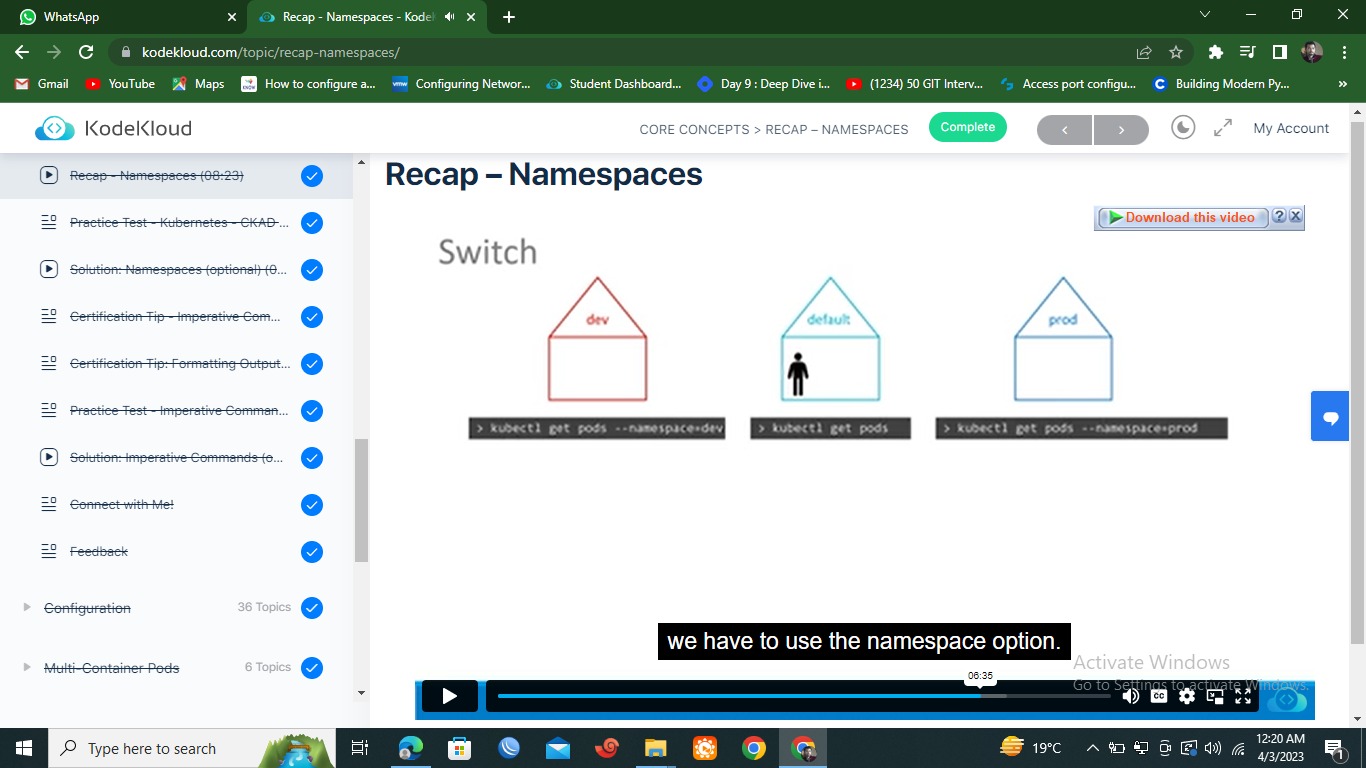 WhatsApp
Recap - Namespaces - Kodek
kodekloud.com/topic/recap-namespaces/
Gmail
YouTube
Maps
How to configure a...
Configuring Networ...
Student Dashboard...
Day 9 : Deep Dive i...
(1234) 50 GIT Interv...
Access port configu...
Building Modern Py...
KodeKloud
CORE CONCEPTS > RECAP – NAMESPACES
Complete
My Account
Recap - Namespaces (08:23)
Practice Test - Kubernetes - CKAD ...
Solution: Namespaces (optional) (0...
Certification Tip - Imperative Com...
Certification Tip: Formatting Output...
Practice Test - Imperative Comman...
Solution: Imperative Commands (o...
Connect with Me!
Feedback
Configuration
36 Topics
Multi-Container Pods
6 Topics
Recap – Namespaces
Download this video
Switch
dev
default
prod
> kubectl get pods --namespace=dev
> kubectl get pods
> kubectl get pods --namespace=prod
we have to use the namespace option.
Activate Windows
Go to Settings to activate Windows.
06:35
CC
Type here to search
19°C
12:20 AM
4/3/2023
1